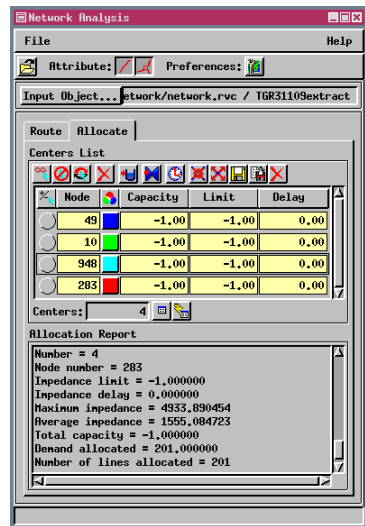 Network Analysis
File Help
Attribute: Preferences:
Input Object... etwork/network.rvc / TGR31109extract
Route Allocate
Centers List
Node Capacity Limit Delay
49 -1.00 -1.00 0.00
10 -1.00 -1.00 0.00
948 -1.00 -1.00 0.00
283 -1.00 -1.00 0.00
Centers: 4
Allocation Report
Number = 4
Node number = 283
Impedance limit = -1.000000
Impedance delay = 0.000000
Maximum impedance = 4933.890454
Average impedance = 1555.084723
Total capacity = -1.000000
Demand allocated = 201.000000
Number of lines allocated = 201